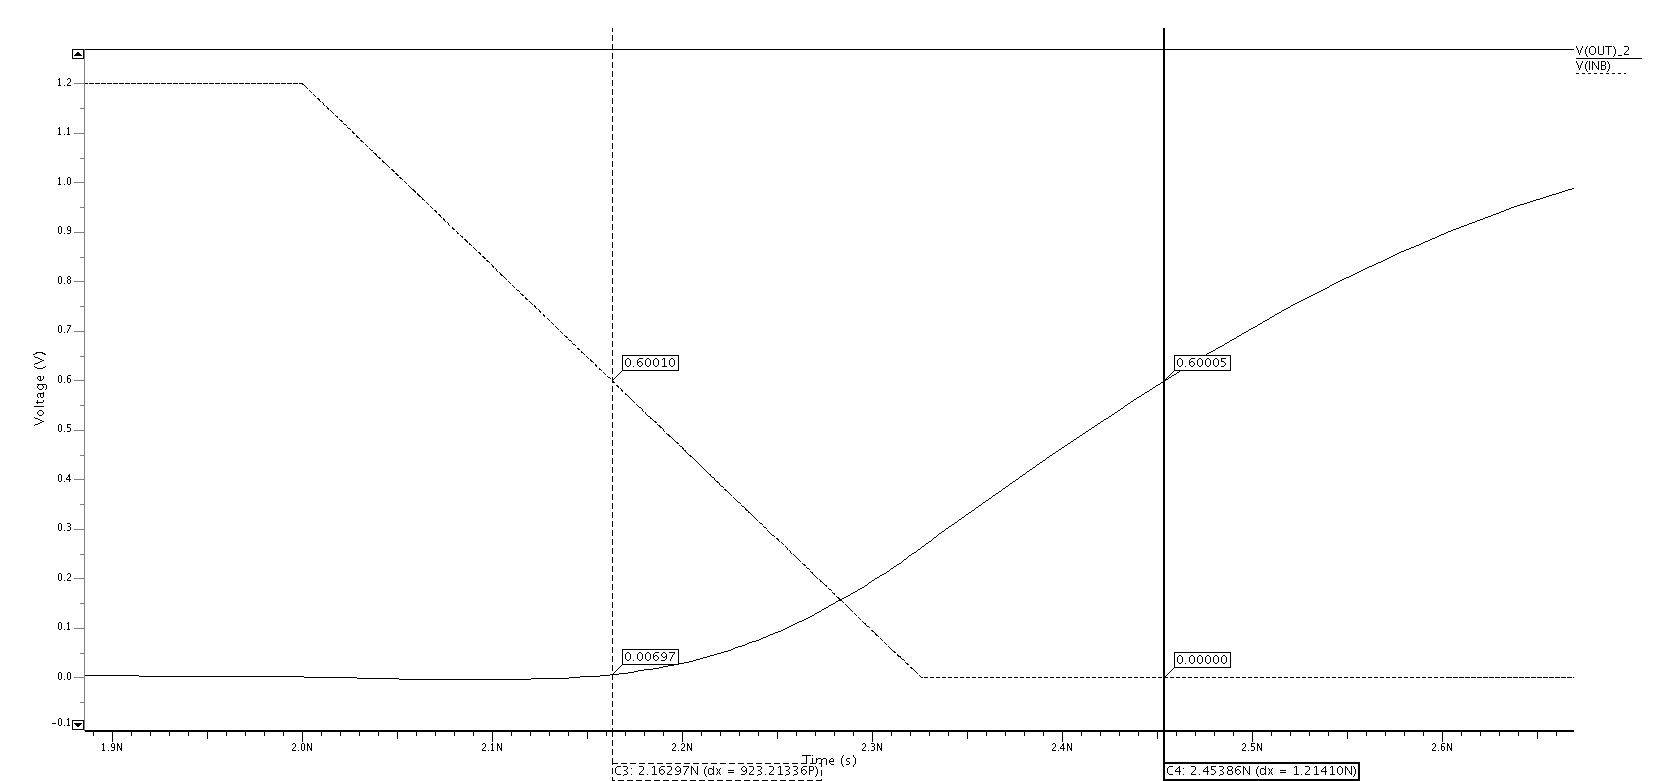 V(OUT)_2
V(INB)
1.2
1.1
1.0
0.9
0.8
0.7
0.6
0.5
0.4
0.3
0.2
0.1
0.0
-0.1
Voltage (V)
0.60010
0.60005
0.00697
0.00000
1.9N 2.0N 2.1N 2.2N 2.3N 2.4N 2.5N 2.6N
Time (s)
C3: 2.16297N (dx = 923.21336P)
C4: 2.45386N (dx = 1.21410N)